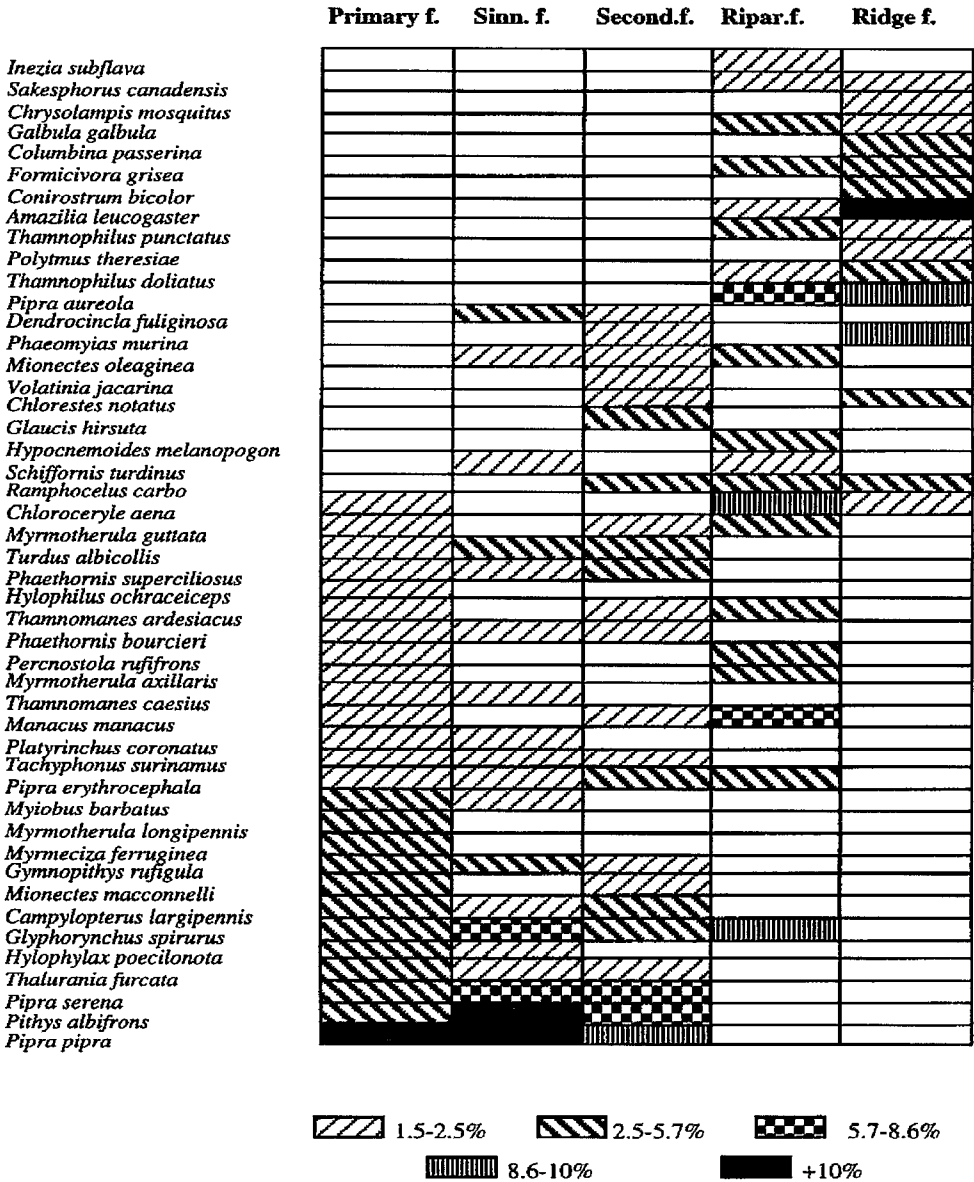 Primary f. Sinn. f. Second.f. Ripar.f. Ridge f.
Inezia subflava
Sakesphorus canadensis
Chrysolampis mosquitus
Galbula galbula
Columbina passerina
Formicivora grisea
Conirostrum bicolor
Amazilia leucogaster
Thamnophilus punctatus
Polytmus theresiae
Thamnophilus doliatus
Pipra aureola
Dendrocincla fuliginosa
Phaeomyias murina
Mionectes oleaginea
Volatinia jacarina
Chlorestes notatus
Glaucis hirsuta
Hypocnemoides melanopogon
Schiffornis turdinus
Ramphocelus carbo
Chloroceryle aena
Myrmotherula guttata
Turdus albicollis
Phaethornis superciliosus
Hylophilus ochraceiceps
Thamnomanes ardesiacus
Phaethornis bourcieri
Percnostola rufifrons
Myrmotherula axillaris
Thamnomanes caesius
Manacus manacus
Platyrinchus coronatus
Tachyphonus surinamus
Pipra erythrocephala
Myiobus barbatus
Myrmotherula longipennis
Myrmeciza ferruginea
Gymnopithys rufigula
Mionectes macconnelli
Campylopterus largipennis
Glyphorynchus spirurus
Hylophylax poecilonota
Thalurania furcata
Pipra serena
Pithys albifrons
Pipra pipra
1.5-2.5% 2.5-5.7% 5.7-8.6%
8.6-10% +10%